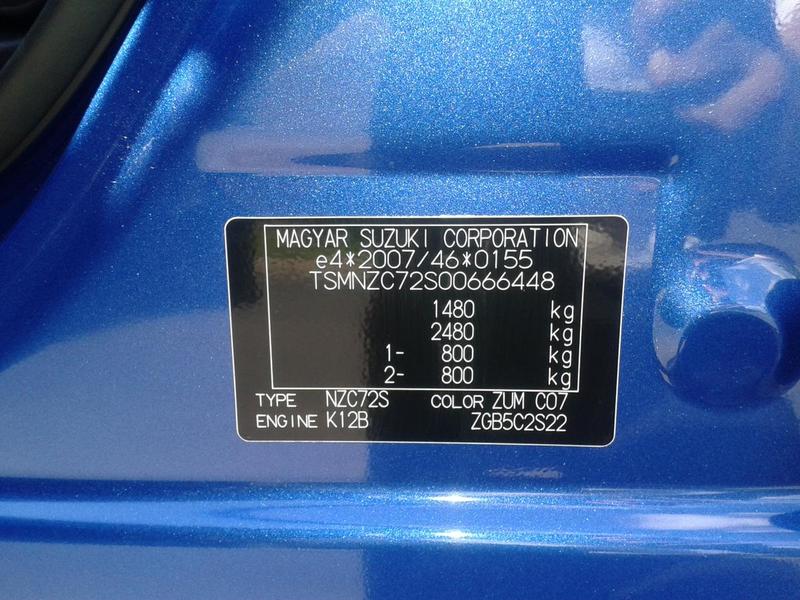 MAGYAR SUZUKI CORPORATION
e4*2007/46*0155
TSMNZC72S00666448
1480 kg
2480 kg
1- 800 kg
2- 800 kg
TYPE NZC72S COLOR ZUM C07
ENGINE K12B ZGB5C2S22